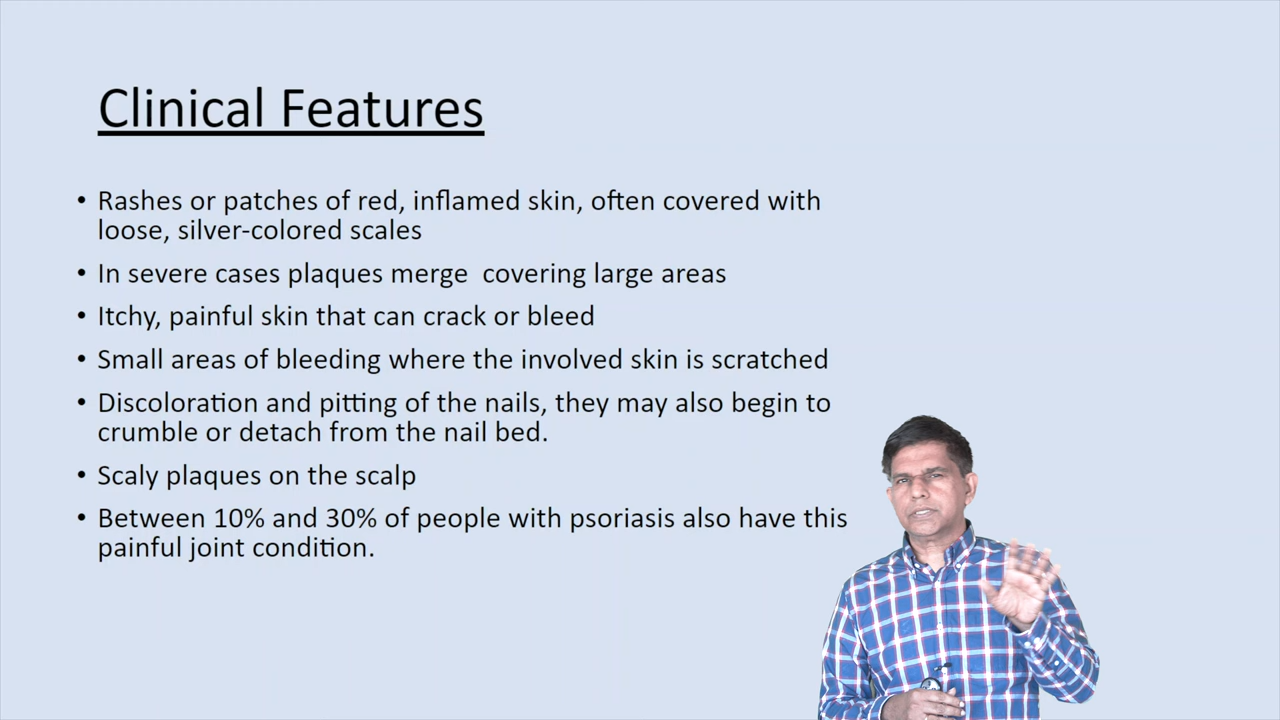 Clinical Features
• Rashes or patches of red, inflamed skin, often covered with
loose, silver-colored scales
• In severe cases plaques merge  covering large areas
• Itchy, painful skin that can crack or bleed
• Small areas of bleeding where the involved skin is scratched
• Discoloration and pitting of the nails, they may also begin to
crumble or detach from the nail bed.
• Scaly plaques on the scalp
• Between 10% and 30% of people with psoriasis also have this
painful joint condition.